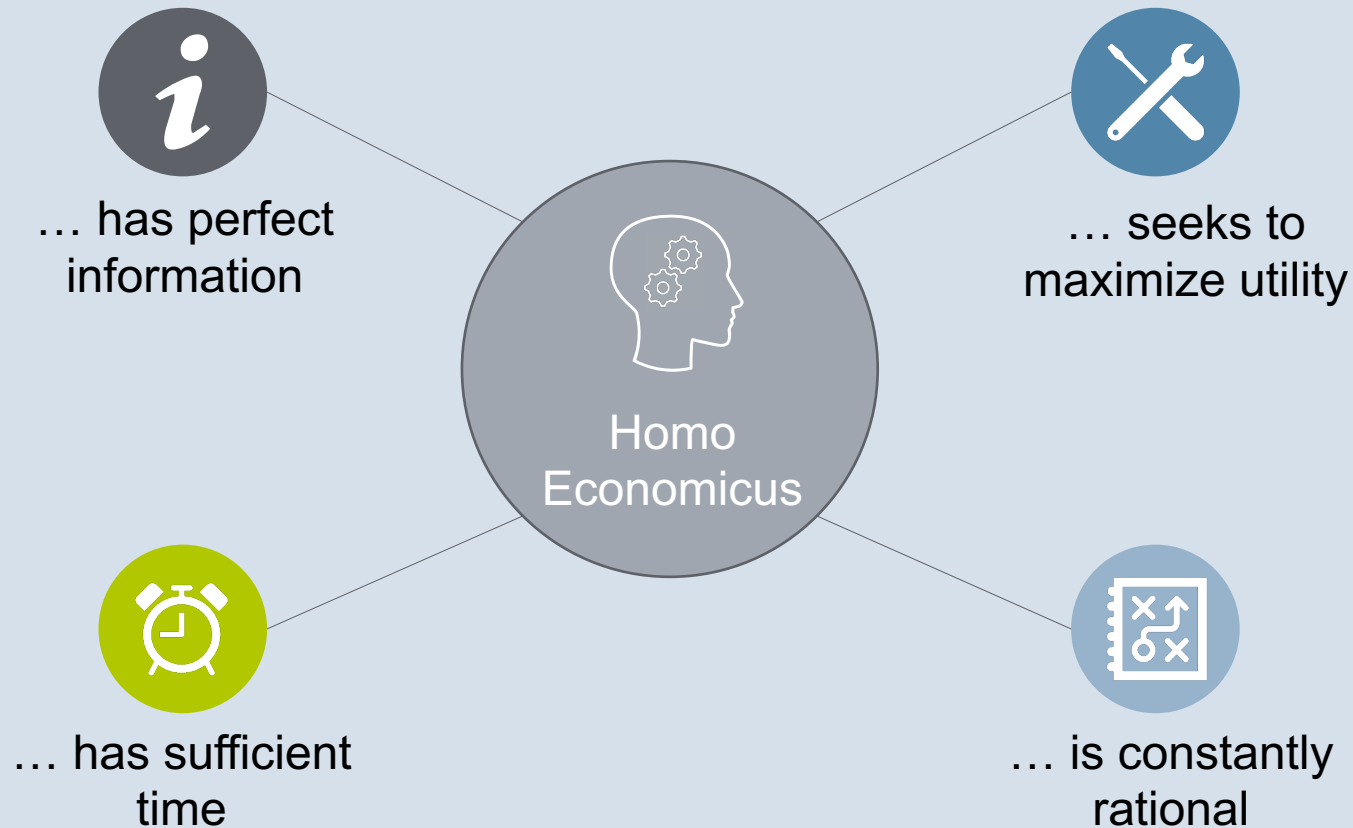 … has perfect
information
… seeks to
maximize utility
Homo
Economicus
… has sufficient
time
… is constantly
rational